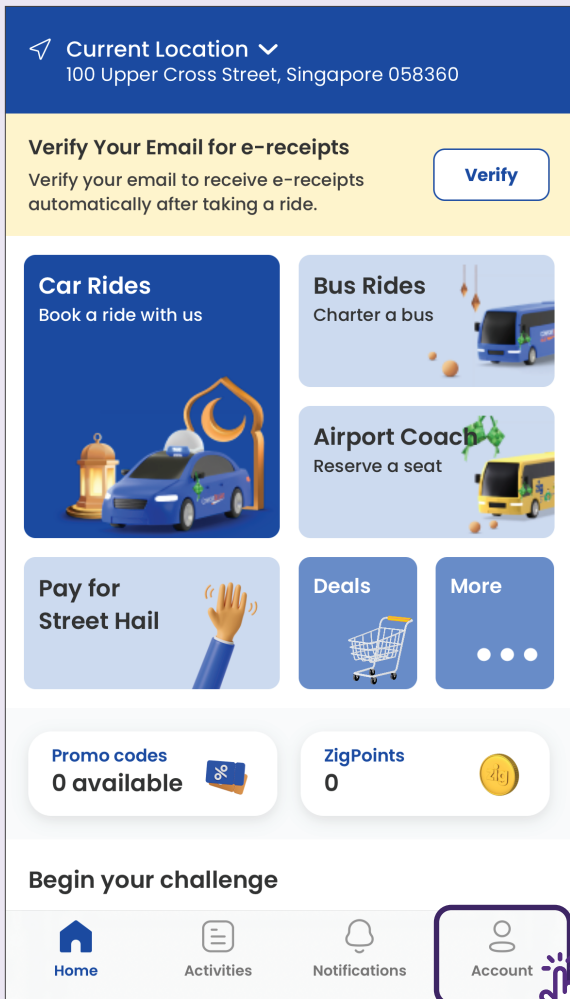 Current Location
100 Upper Cross Street, Singapore 058360
Verify Your Email for e-receipts
Verify your email to receive e-receipts
automatically after taking a ride.
Verify
Car Rides
Book a ride with us
Bus Rides
Charter a bus
Airport Coach
Reserve a seat
Pay for
Street Hail
Deals
More
Promo codes
0 available
%
ZigPoints
0
zig
Begin your challenge
Home
Activities
Notifications
Account